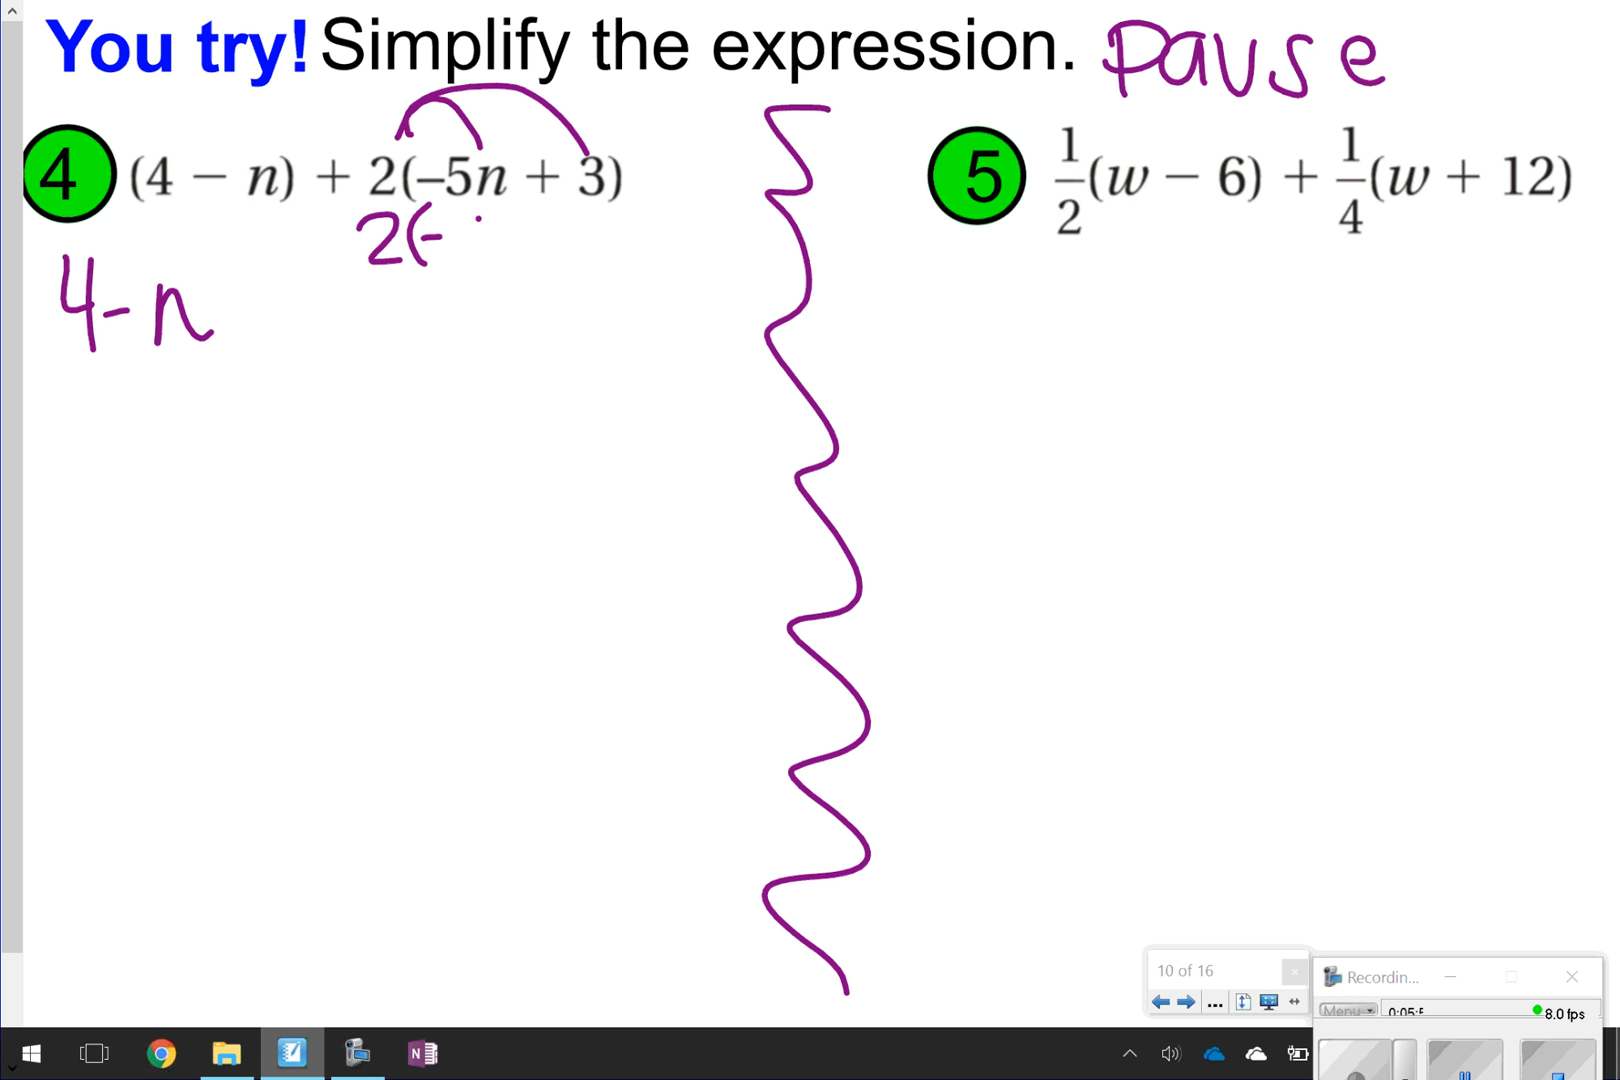 You try! Simplify the expression. Pause
4 (4 – n) + 2(–5n + 3)
2(-
4 - n
5 1/2(w – 6) + 1/4(w + 12)
10 of 16
Recordin...
Menu
8.0 fps
N